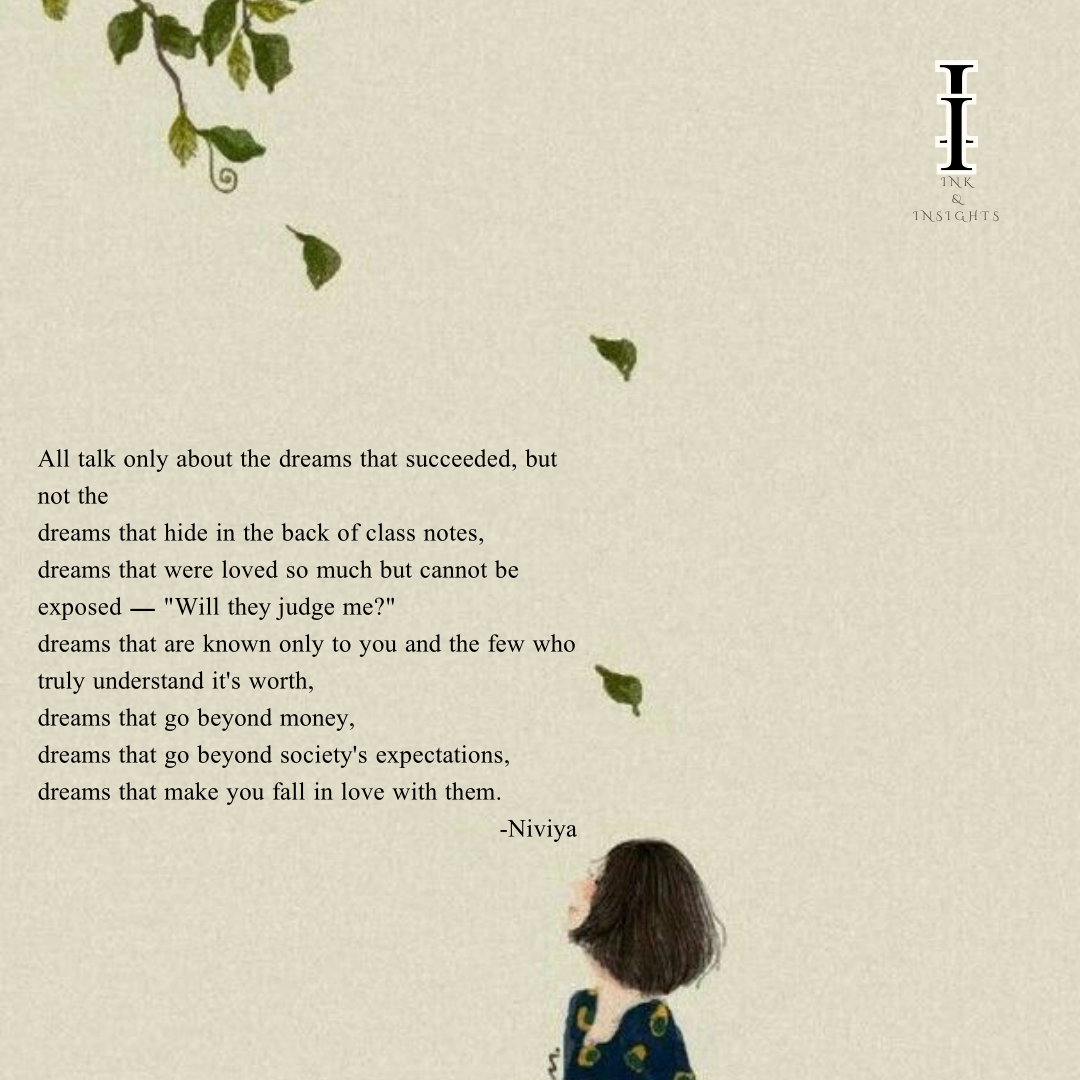 I
I
INK
&
INSIGHTS
All talk only about the dreams that succeeded, but
not the
dreams that hide in the back of class notes,
dreams that were loved so much but cannot be
exposed — "Will they judge me?"
dreams that are known only to you and the few who
truly understand it's worth,
dreams that go beyond money,
dreams that go beyond society's expectations,
dreams that make you fall in love with them.
-Niviya